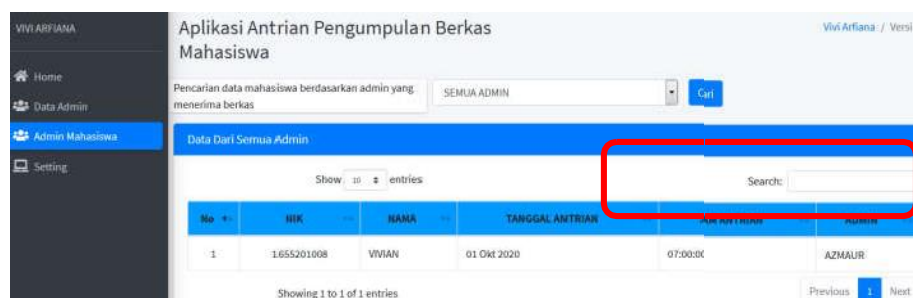 VIVI ARFIANA
Aplikasi Antrian Pengumpulan Berkas
Mahasiswa
Vivi Arfiana / Versi
Home
Data Admin
Admin Mahasiswa
Setting
Pencarian data mahasiswa berdasarkan admin yang
menerima berkas
SEMUA ADMIN
Cari
Data Dari Semua Admin
Show 10 entries
Search:
No NIK NAMA TANGGAL ANTRIAN ANTRIAN ADMIN
1 1655201008 VIVIAN 01 Okt 2020 07:00:00 AZMAUR
Showing 1 to 1 of 1 entries
Previous 1 Next